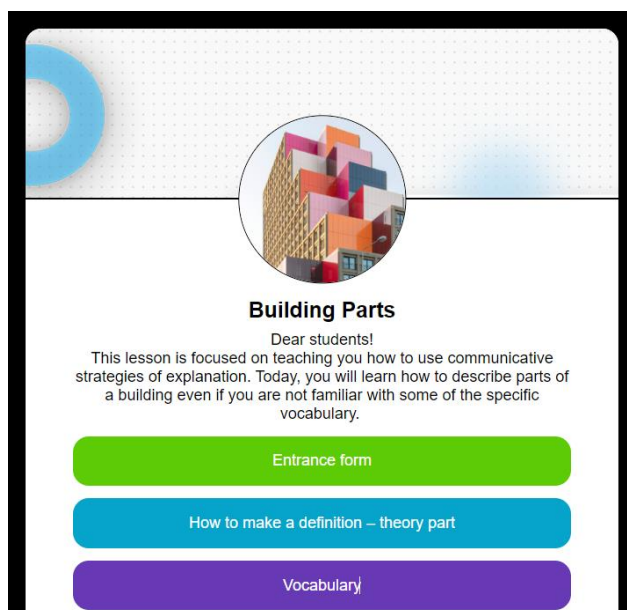 Building Parts
Dear students!
This lesson is focused on teaching you how to use communicative
strategies of explanation. Today, you will learn how to describe parts of
a building even if you are not familiar with some of the specific
vocabulary.
Entrance form
How to make a definition – theory part
Vocabulary